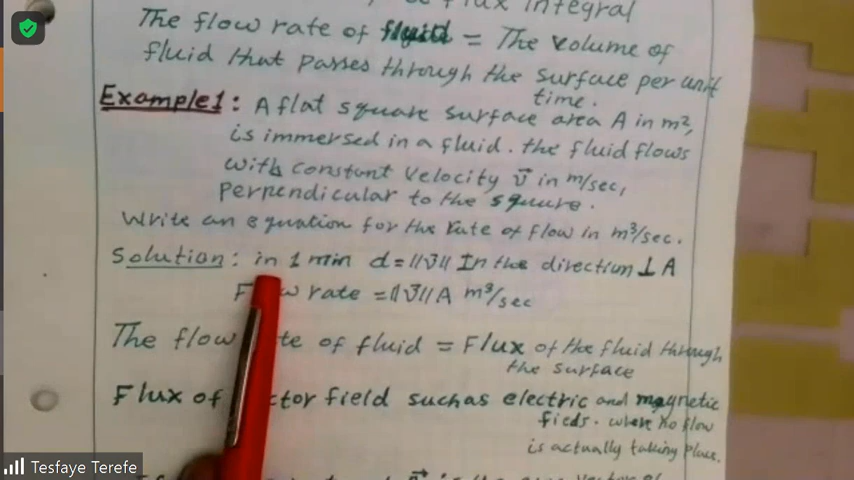 flux integral
The flow rate of fluid = The volume of
fluid that passes through the surface per unit
time.
Example1: A flat square surface area A in m²,
is immersed in a fluid. the fluid flows
with constant velocity v⃗ in m/sec,
perpendicular to the square.
Write an equation for the rate of flow in m³/sec.
Solution: in 1 min d = ||v⃗|| In the direction ⊥ A
rate = ||v⃗|| A m³/sec
The flow te of fluid = Flux of the fluid through
the surface
Flux of ctor field such as electric and magnetic
fieds. where no flow
is actually taking place.
Tesfaye Terefe